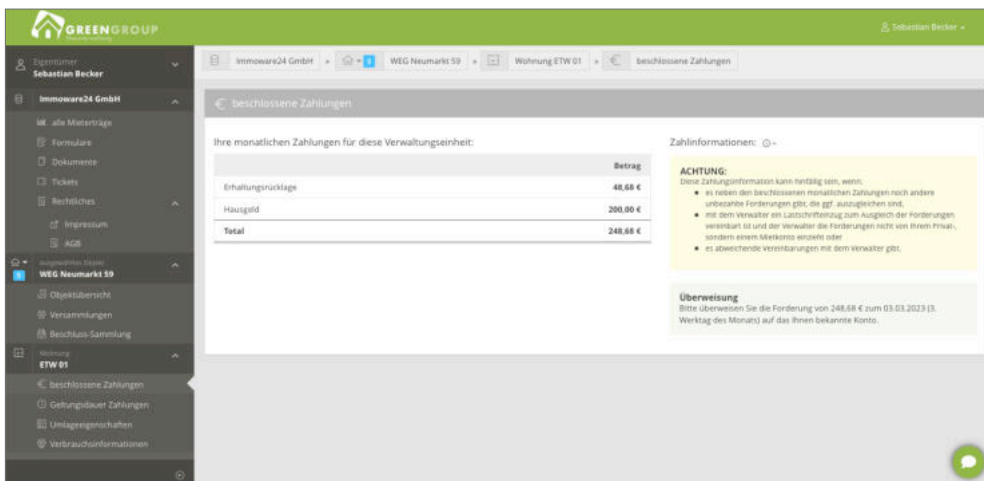 GREENGROUP
Sebastian Becker
Eigentümer
Sebastian Becker
Immoware24 GmbH
alle Mieterträge
Formulare
Dokumente
Tickets
Rechtliches
Impressum
AGB
ausgewähltes Objekt
WEG Neumarkt 59
Objektübersicht
Versammlungen
Beschluss-Sammlung
Wohnung
ETW 01
beschlossene Zahlungen
Geltungsdauer Zahlungen
Umlageeigenschaften
Verbrauchsinformationen
Immoware24 GmbH » » WEG Neumarkt 59 » Wohnung ETW 01 » € beschlossene Zahlungen
€ beschlossene Zahlungen
Ihre monatlichen Zahlungen für diese Verwaltungseinheit:
Betrag
Erhaltungsrücklage 48,68 €
Hausgeld 200,00 €
Total 248,68 €
Zahlinformationen:
ACHTUNG:
Diese Zahlungsinformation kann hinfällig sein, wenn:
es neben den beschlossenen monatlichen Zahlungen noch andere
unbezahlte Forderungen gibt, die ggf. auszugleichen sind,
mit dem Verwalter ein Lastschrifteinzug zum Ausgleich der Forderungen
vereinbart ist und der Verwalter die Forderungen nicht von Ihrem Privat-,
sondern einem Mietkonto einzieht oder
es abweichende Vereinbarungen mit dem Verwalter gibt.
Überweisung
Bitte überweisen Sie die Forderung von 248,68 € zum 03.03.2023 (3.
Werktag des Monats) auf das Ihnen bekannte Konto.